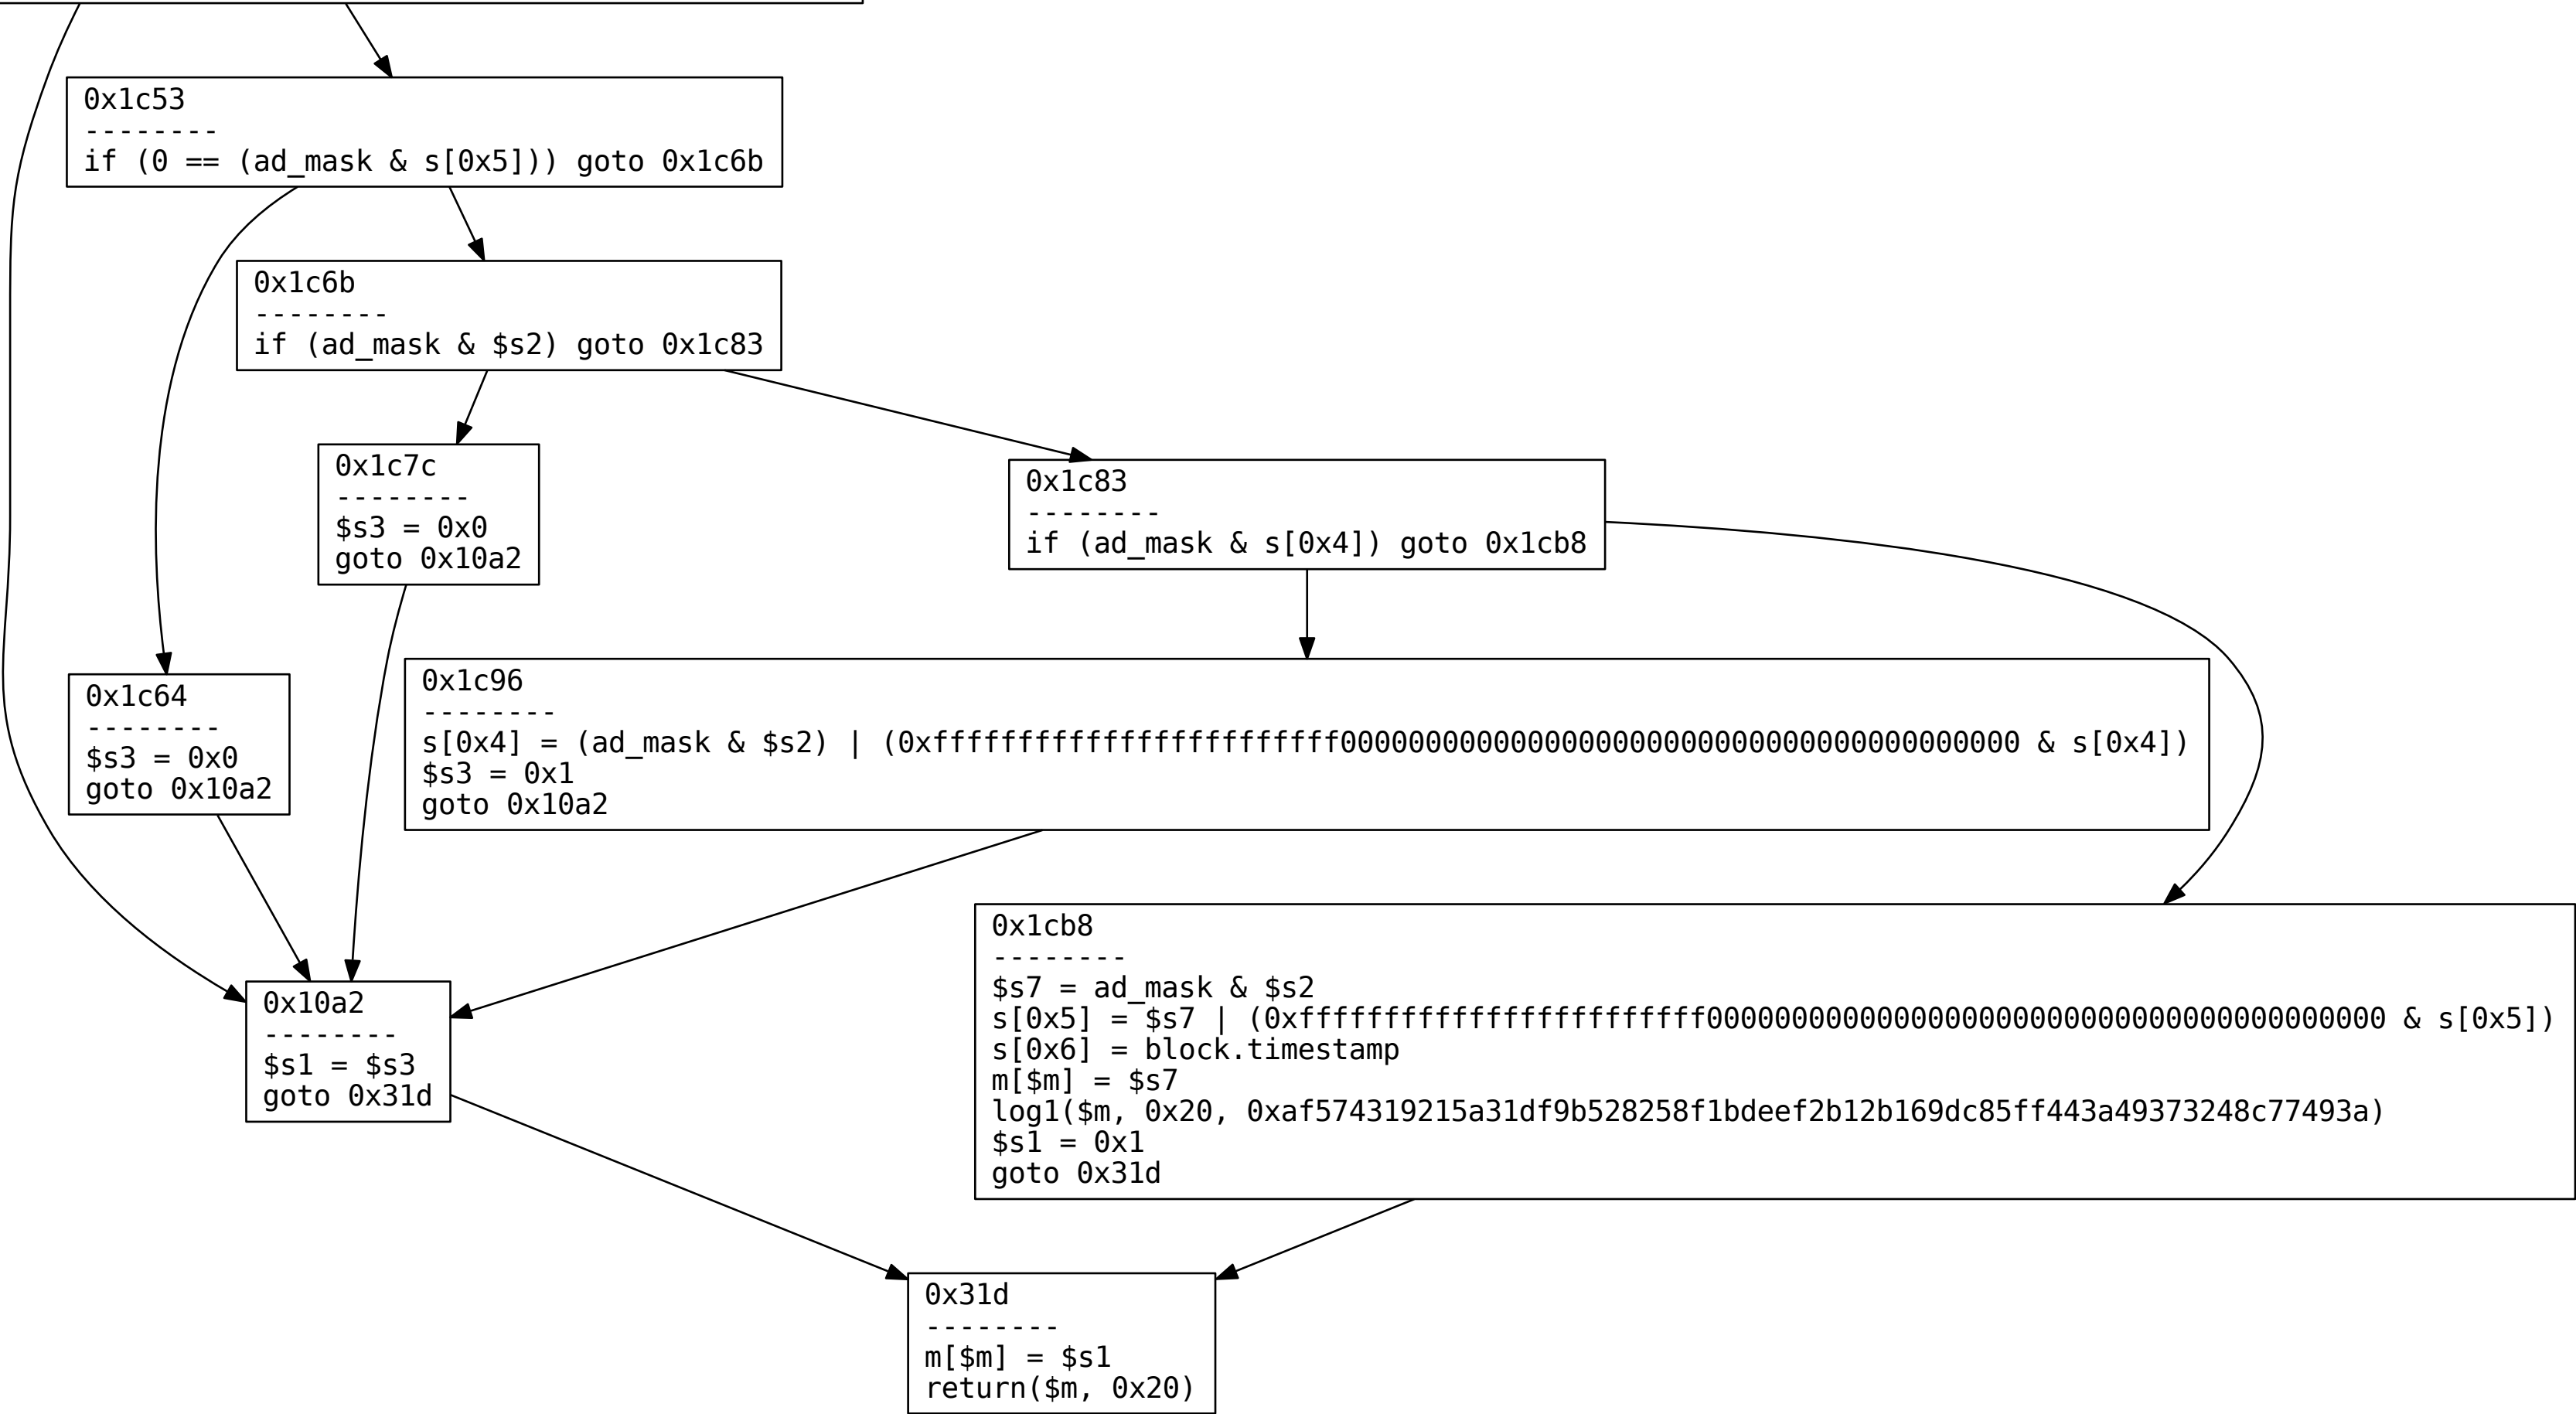 0x1c53
--------
if (0 == (ad_mask & s[0x5])) goto 0x1c6b
0x1c6b
--------
if (ad_mask & $s2) goto 0x1c83
0x1c7c
--------
$s3 = 0x0
goto 0x10a2
0x1c83
--------
if (ad_mask & s[0x4]) goto 0x1cb8
0x1c64
--------
$s3 = 0x0
goto 0x10a2
0x1c96
--------
s[0x4] = (ad_mask & $s2) | (0xffffffffffffffffffffffff0000000000000000000000000000000000000000 & s[0x4])
$s3 = 0x1
goto 0x10a2
0x1cb8
--------
$s7 = ad_mask & $s2
s[0x5] = $s7 | (0xffffffffffffffffffffffff0000000000000000000000000000000000000000 & s[0x5])
s[0x6] = block.timestamp
m[$m] = $s7
log1($m, 0x20, 0xaf574319215a31df9b528258f1bdeef2b12b169dc85ff443a49373248c77493a)
$s1 = 0x1
goto 0x31d
0x10a2
--------
$s1 = $s3
goto 0x31d
0x31d
--------
m[$m] = $s1
return($m, 0x20)